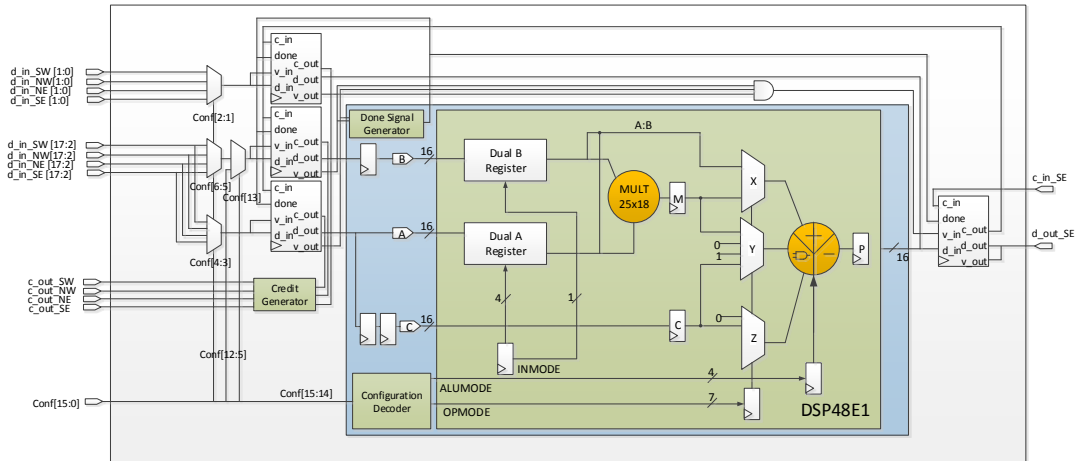 d_in_SW [1:0]
d_in_NW[1:0]
d_in_NE [1:0]
d_in_SE [1:0]
Conf[2:1]
c_in
done
v_in
d_in
c_out
d_out
v_out
d_in_SW [17:2]
d_in_NW[17:2]
d_in_NE [17:2]
d_in_SE [17:2]
Conf[6:5]
Conf[13]
Conf[4:3]
c_in
done
v_in
d_in
c_out
d_out
v_out
c_in
done
v_in
d_in
c_out
d_out
v_out
c_out_SW
c_out_NW
c_out_NE
c_out_SE
Credit
Generator
Conf[12:5]
Conf[15:0]
Conf[15:14]
Configuration
Decoder
Done Signal
Generator
B
16
A
16
C
16
Dual B
Register
Dual A
Register
4
1
INMODE
ALUMODE
4
OPMODE
7
A:B
MULT
25x18
M
C
X
0
1
Y
0
Z
P
16
DSP48E1
c_in
done
v_in
d_in
c_out
d_out
v_out
c_in_SE
d_out_SE